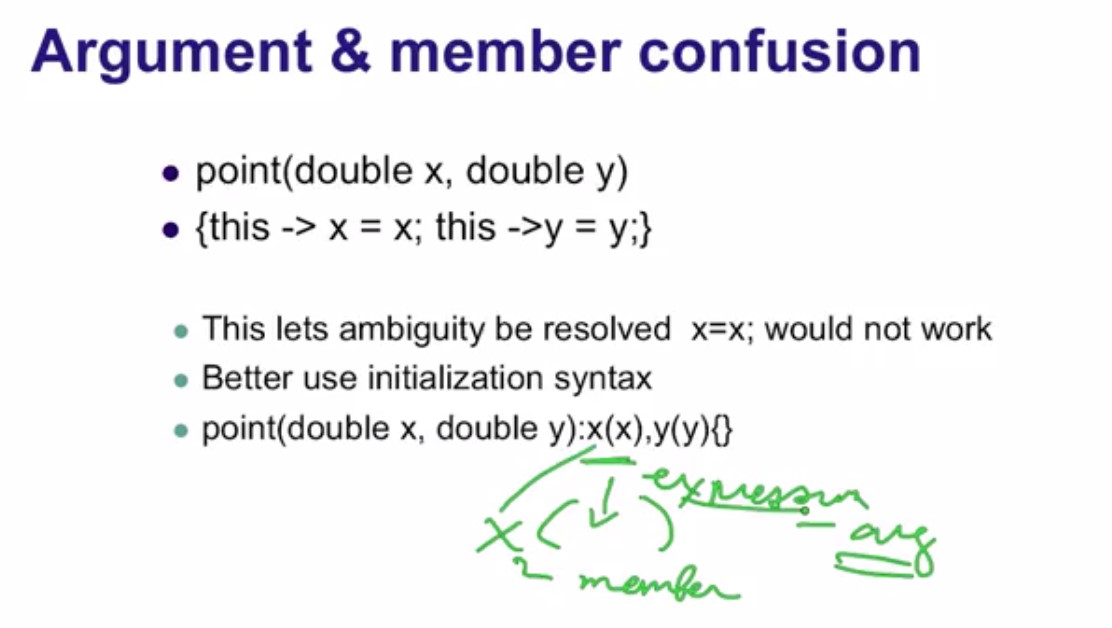 Argument & member confusion
point(double x, double y)
{this -> x = x; this ->y = y;}
This lets ambiguity be resolved x=x; would not work
Better use initialization syntax
point(double x, double y):x(x),y(y){}
expression
x ( ) arg
member